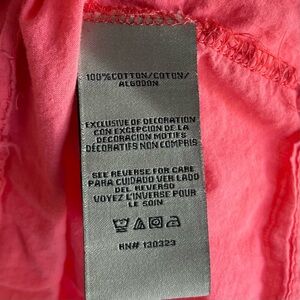 100%COTTON/COTON/
ALGODON
EXCLUSIVE OF DECORATION
CON EXCEPCION DE LA
DECORACION MOTIFS
DÉCORATIFS NON COMPRIS
SEE REVERSE FOR CARE
PARA CUIDADO VER LADO
DEL REVERSO
VOYEZ L'INVERSE POUR
LE SOIN
RN# 130323